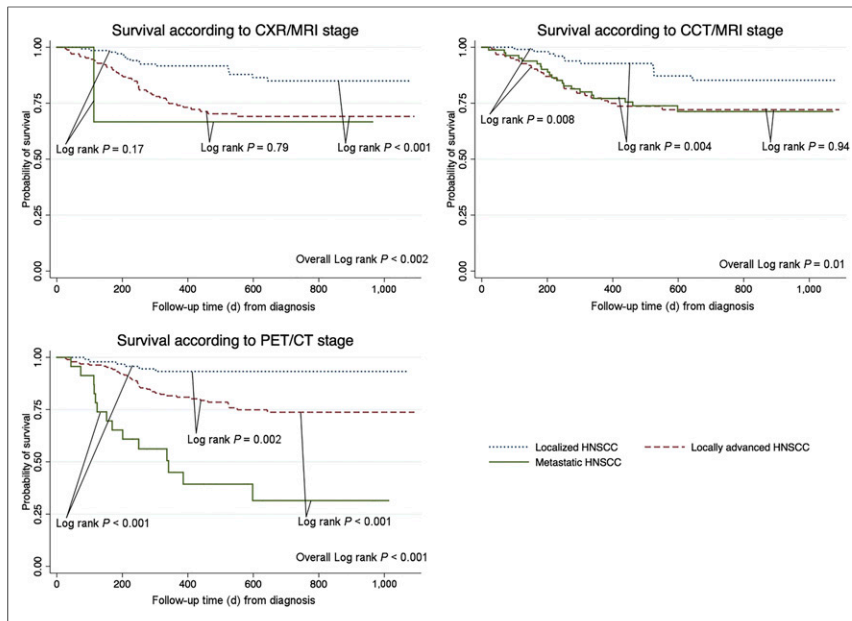 Survival according to CXR/MRI stage
Probability of survival
1.00
0.75
0.50
0.25
0.00
Log rank P = 0.17
Log rank P = 0.79
Log rank P < 0.001
Overall Log rank P < 0.002
0 200 400 600 800 1,000
Follow-up time (d) from diagnosis
Survival according to CCT/MRI stage
Probability of survival
1.00
0.75
0.50
0.25
0.00
Log rank P = 0.008
Log rank P = 0.004
Log rank P = 0.94
Overall Log rank P = 0.01
0 200 400 600 800 1,000
Follow-up time (d) from diagnosis
Survival according to PET/CT stage
Probability of survival
1.00
0.75
0.50
0.25
0.00
Log rank P = 0.002
Log rank P < 0.001
Log rank P < 0.001
Overall Log rank P < 0.001
0 200 400 600 800 1,000
Follow-up time (d) from diagnosis
Localized HNSCC
Locally advanced HNSCC
Metastatic HNSCC